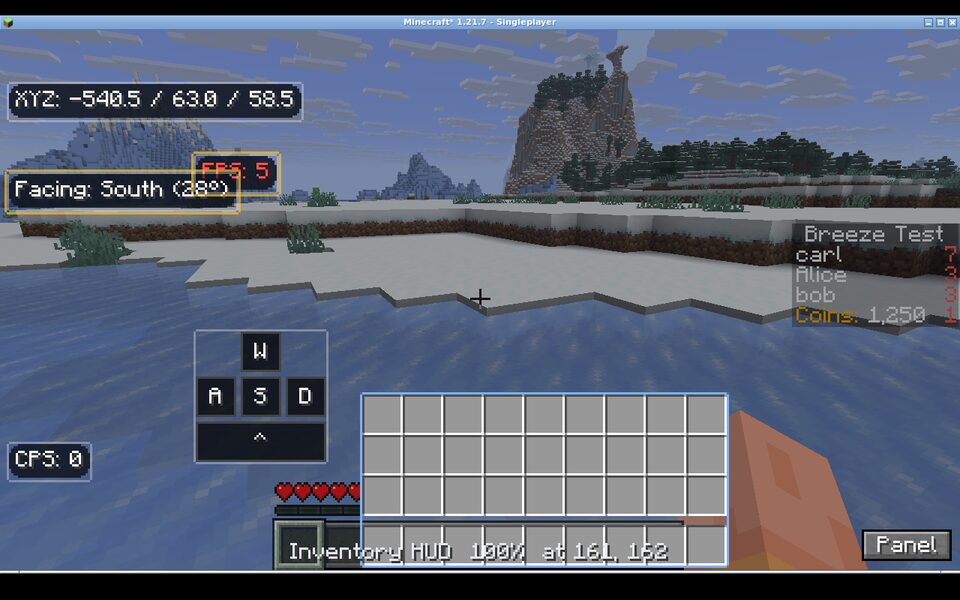 Minecraft* 1.21.7 - Singleplayer
XYZ: -540.5 / 63.0 / 58.5
FPS: 5
Facing: South (28°)
Breeze Test
carl 7
Alice 3
bob 3
Coins: 1,250 1
W
A S D
^
CPS: 0
Inventory HUD 100% at 161, 162
Panel